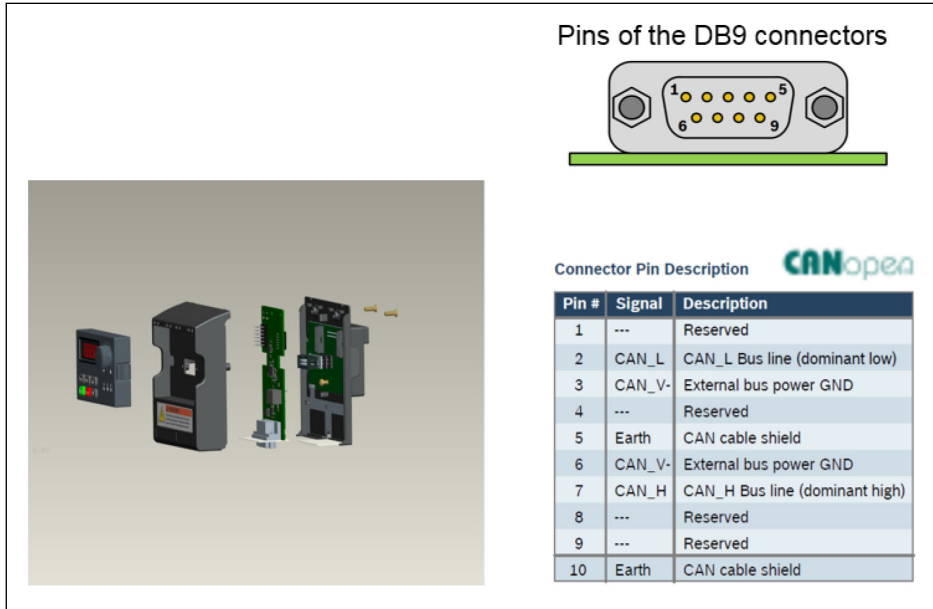 Pins of the DB9 connectors
1 5
6 9
CANopen
Connector Pin Description
Pin # Signal Description
1 --- Reserved
2 CAN_L CAN_L Bus line (dominant low)
3 CAN_V- External bus power GND
4 --- Reserved
5 Earth CAN cable shield
6 CAN_V- External bus power GND
7 CAN_H CAN_H Bus line (dominant high)
8 --- Reserved
9 --- Reserved
10 Earth CAN cable shield